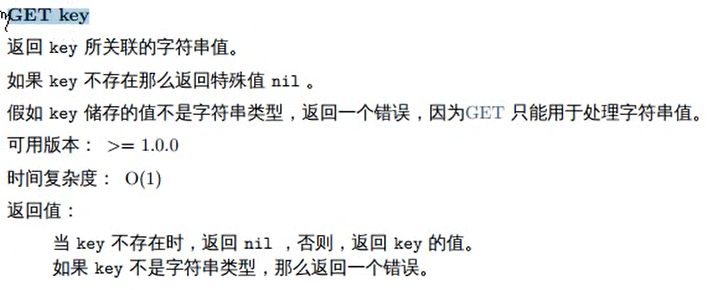 GET key
返回 key 所关联的字符串值。
如果 key 不存在那么返回特殊值 nil 。
假如 key 储存的值不是字符串类型，返回一个错误，因为GET 只能用于处理字符串值。
可用版本： >= 1.0.0
时间复杂度： O(1)
返回值：
当 key 不存在时，返回 nil ，否则，返回 key 的值。
如果 key 不是字符串类型，那么返回一个错误。